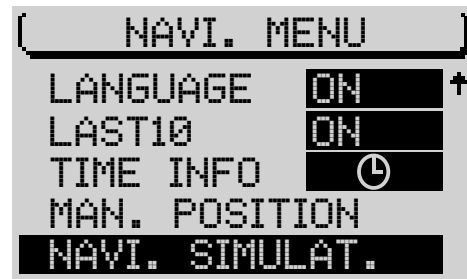 NAVI. MENU
LANGUAGE ON
LAST10 ON
TIME INFO
MAN. POSITION
NAVI. SIMULAT.